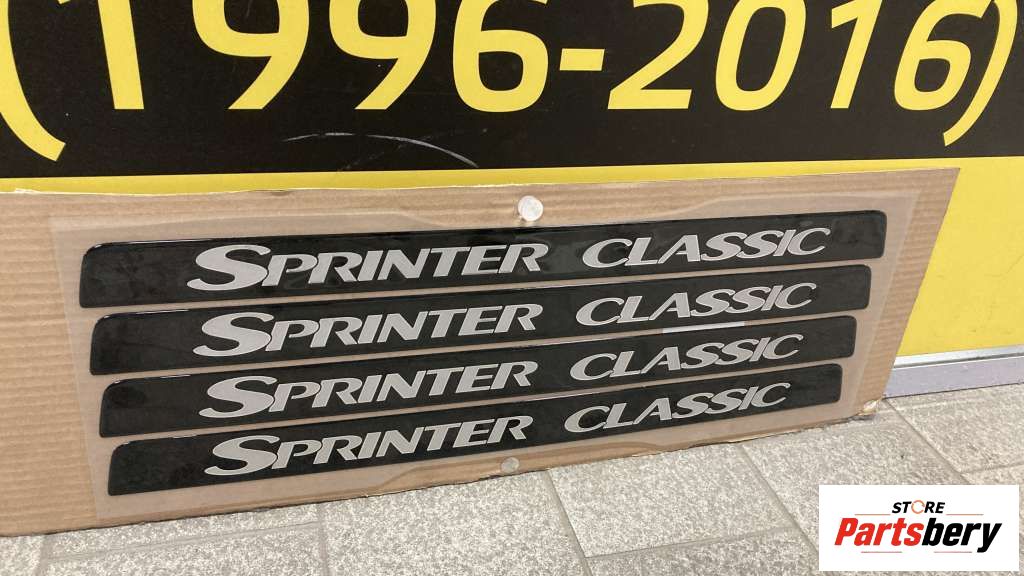 (1996-2016)
SPRINTER CLASSIC
SPRINTER CLASSIC
SPRINTER CLASSIC
SPRINTER CLASSIC
STORE
Partsbery